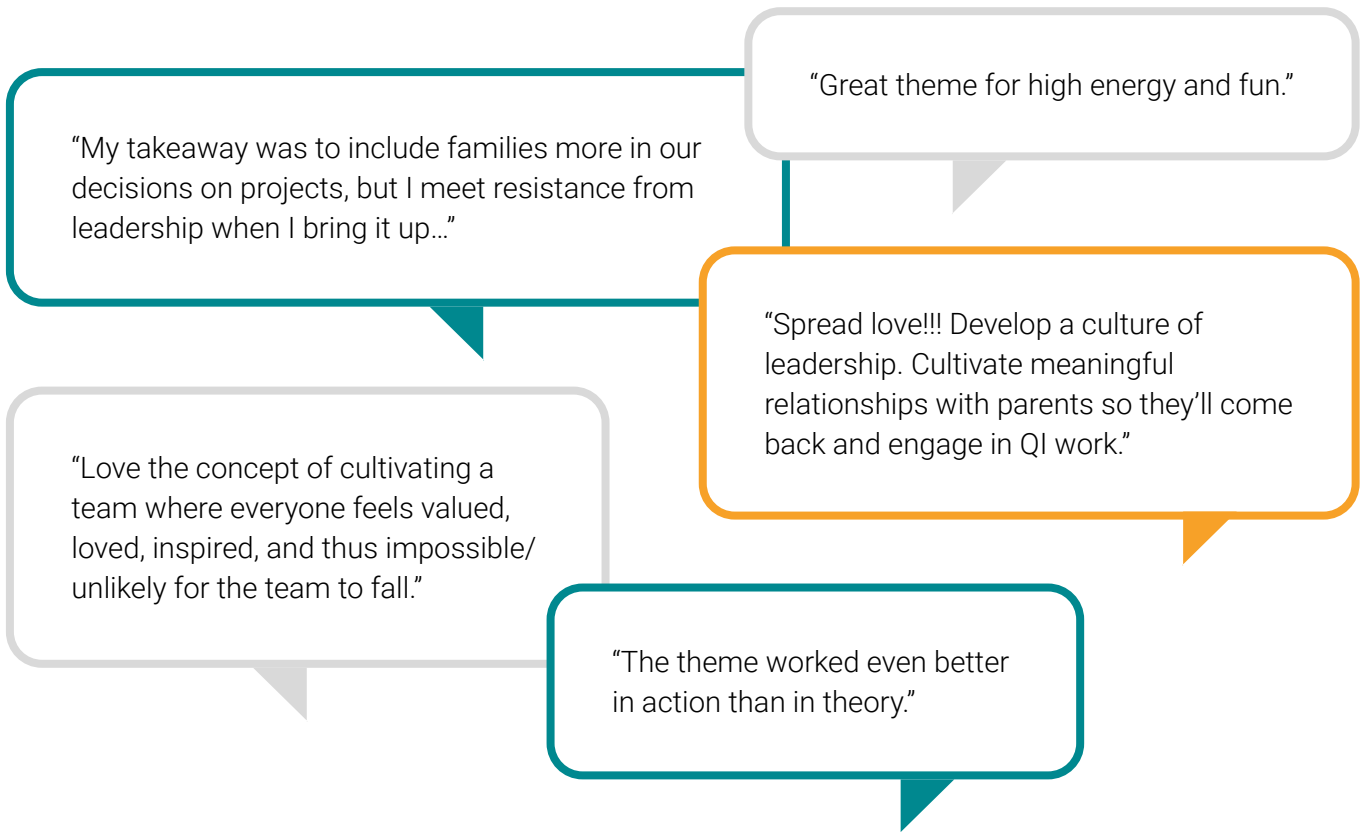 “Great theme for high energy and fun.”
“My takeaway was to include families more in our
decisions on projects, but I meet resistance from
leadership when I bring it up…”
“Spread love!!! Develop a culture of
leadership. Cultivate meaningful
relationships with parents so they’ll come
back and engage in QI work.”
“Love the concept of cultivating a
team where everyone feels valued,
loved, inspired, and thus impossible/
unlikely for the team to fall.”
“The theme worked even better
in action than in theory.”